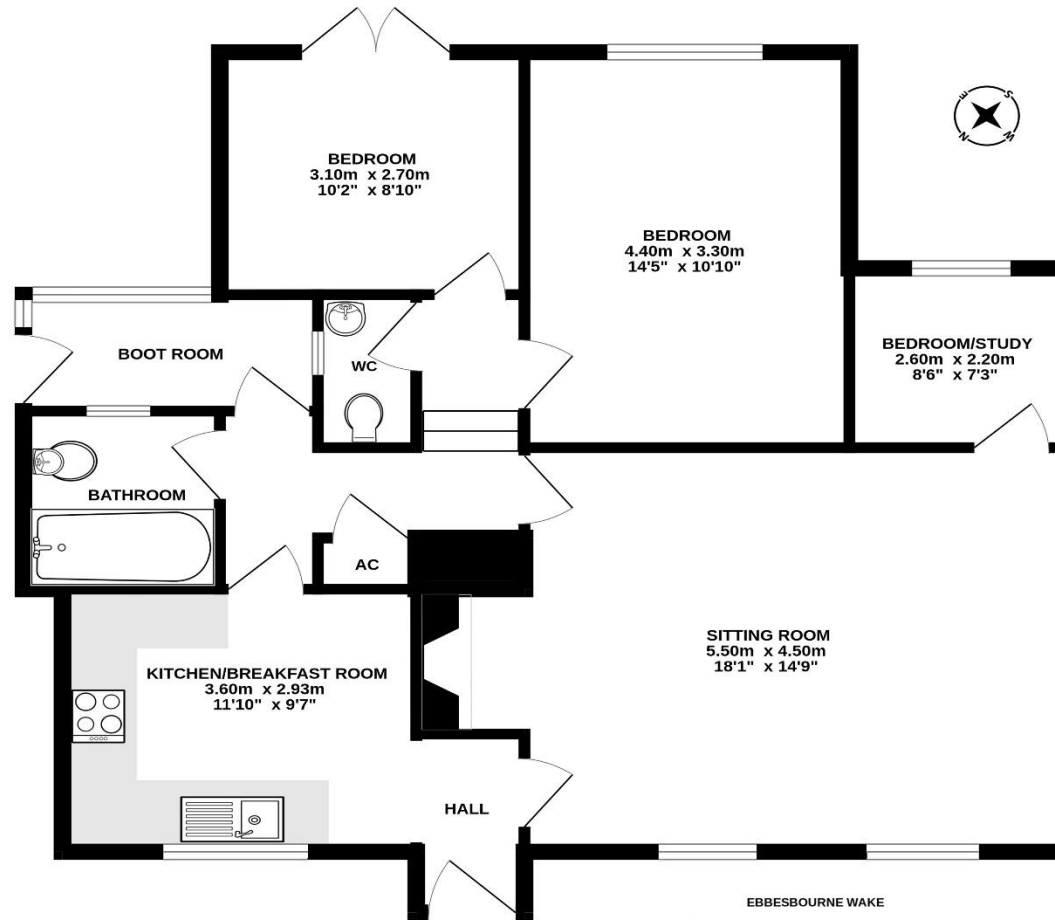 BEDROOM
3.10m x 2.70m
10'2" x 8'10"
BEDROOM
4.40m x 3.30m
14'5" x 10'10"
E
S
N
W
BEDROOM/STUDY
2.60m x 2.20m
8'6" x 7'3"
BOOT ROOM
WC
BATHROOM
AC
SITTING ROOM
5.50m x 4.50m
18'1" x 14'9"
KITCHEN/BREAKFAST ROOM
3.60m x 2.93m
11'10" x 9'7"
HALL
EBBESBOURNE WAKE